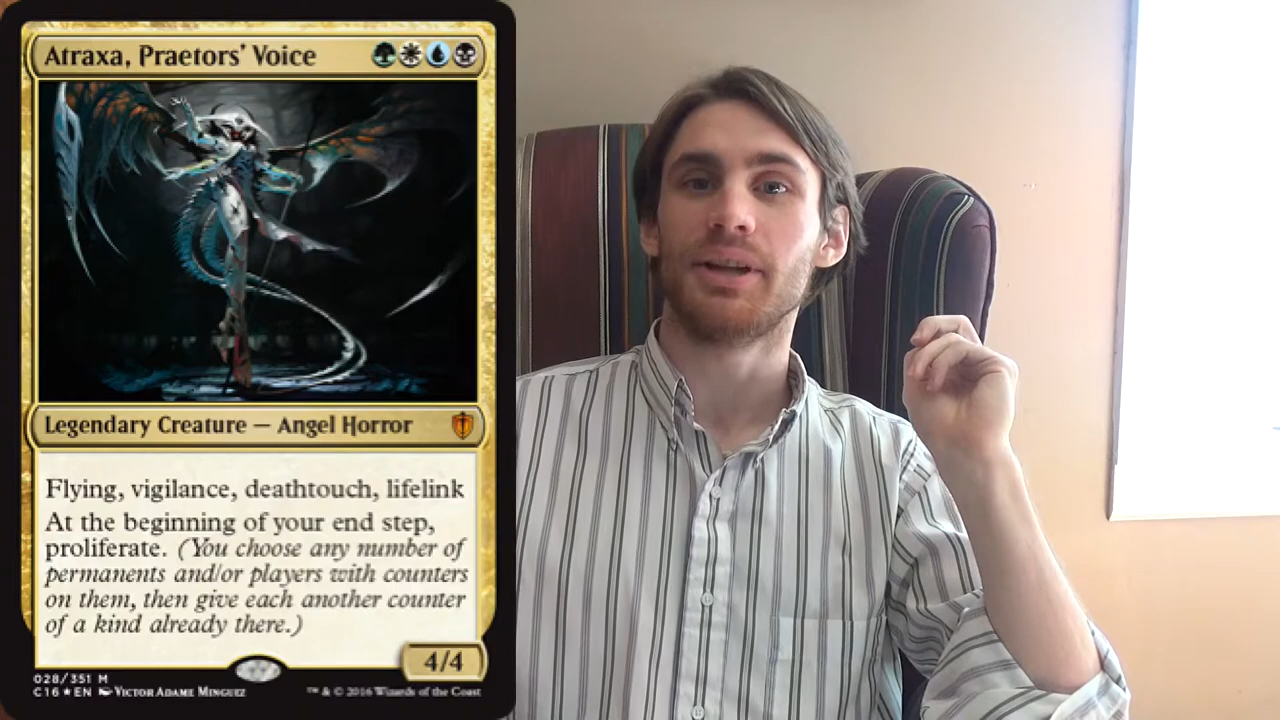 Atraxa, Praetors' Voice
Legendary Creature — Angel Horror
Flying, vigilance, deathtouch, lifelink
At the beginning of your end step,
proliferate. (You choose any number of
permanents and/or players with counters
on them, then give each another counter
of a kind already there.)
4/4
028/351 M
C16 ★ EN Victor Adame Minguez
™ & © 2016 Wizards of the Coast